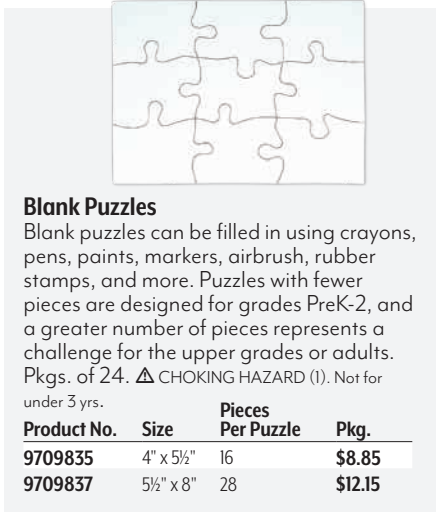 Blank Puzzles
Blank puzzles can be filled in using crayons,
pens, paints, markers, airbrush, rubber
stamps, and more. Puzzles with fewer
pieces are designed for grades PreK-2, and
a greater number of pieces represents a
challenge for the upper grades or adults.
Pkgs. of 24. ⚠ CHOKING HAZARD (1). Not for
under 3 yrs.
Product No. Size Pieces Per Puzzle Pkg.
9709835 4" x 5½" 16 $8.85
9709837 5½" x 8" 28 $12.15